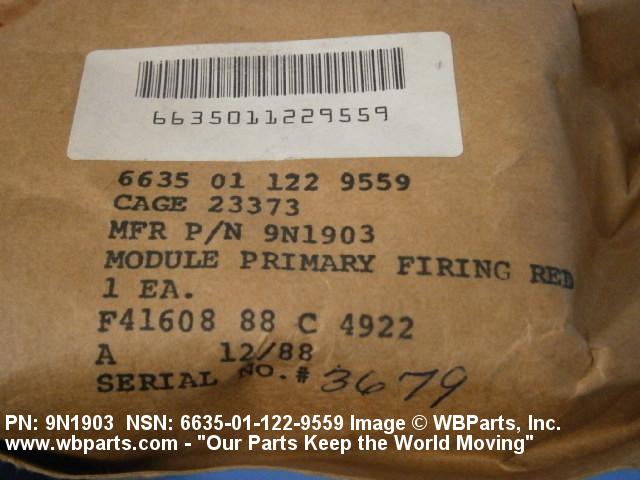 6635011229559
6635 01 122 9559
CAGE 23373
MFR P/N 9N1903
MODULE PRIMARY FIRING RED
1 EA.
F41608 88 C 4922
A 12/88
SERIAL NO.# 3679
PN: 9N1903 NSN: 6635-01-122-9559 Image © WBParts, Inc.
www.wbparts.com - "Our Parts Keep the World Moving"